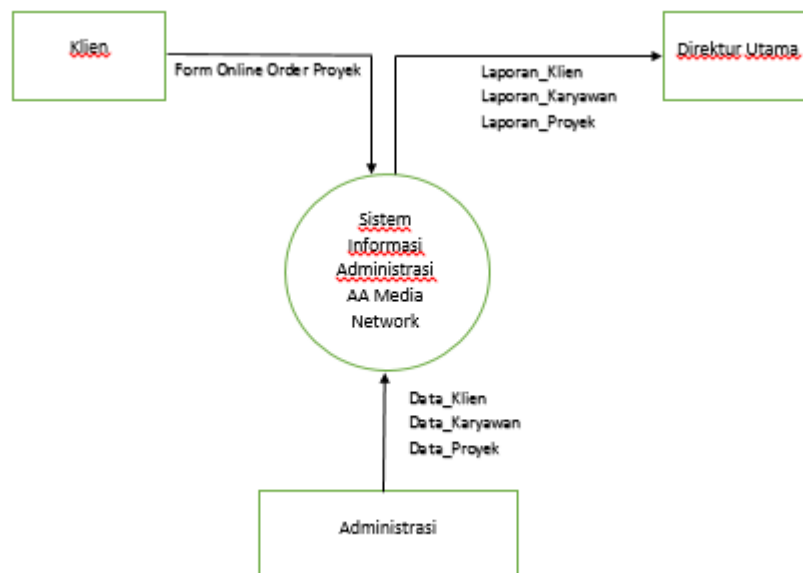 Klien
Form Online Order Proyek
Laporan_Klien
Laporan_Karyawan
Laporan_Proyek
Direktur Utama
Sistem
Informasi
Administrasi
AA Media
Network
Data_Klien
Data_Karyawan
Data_Proyek
Administrasi